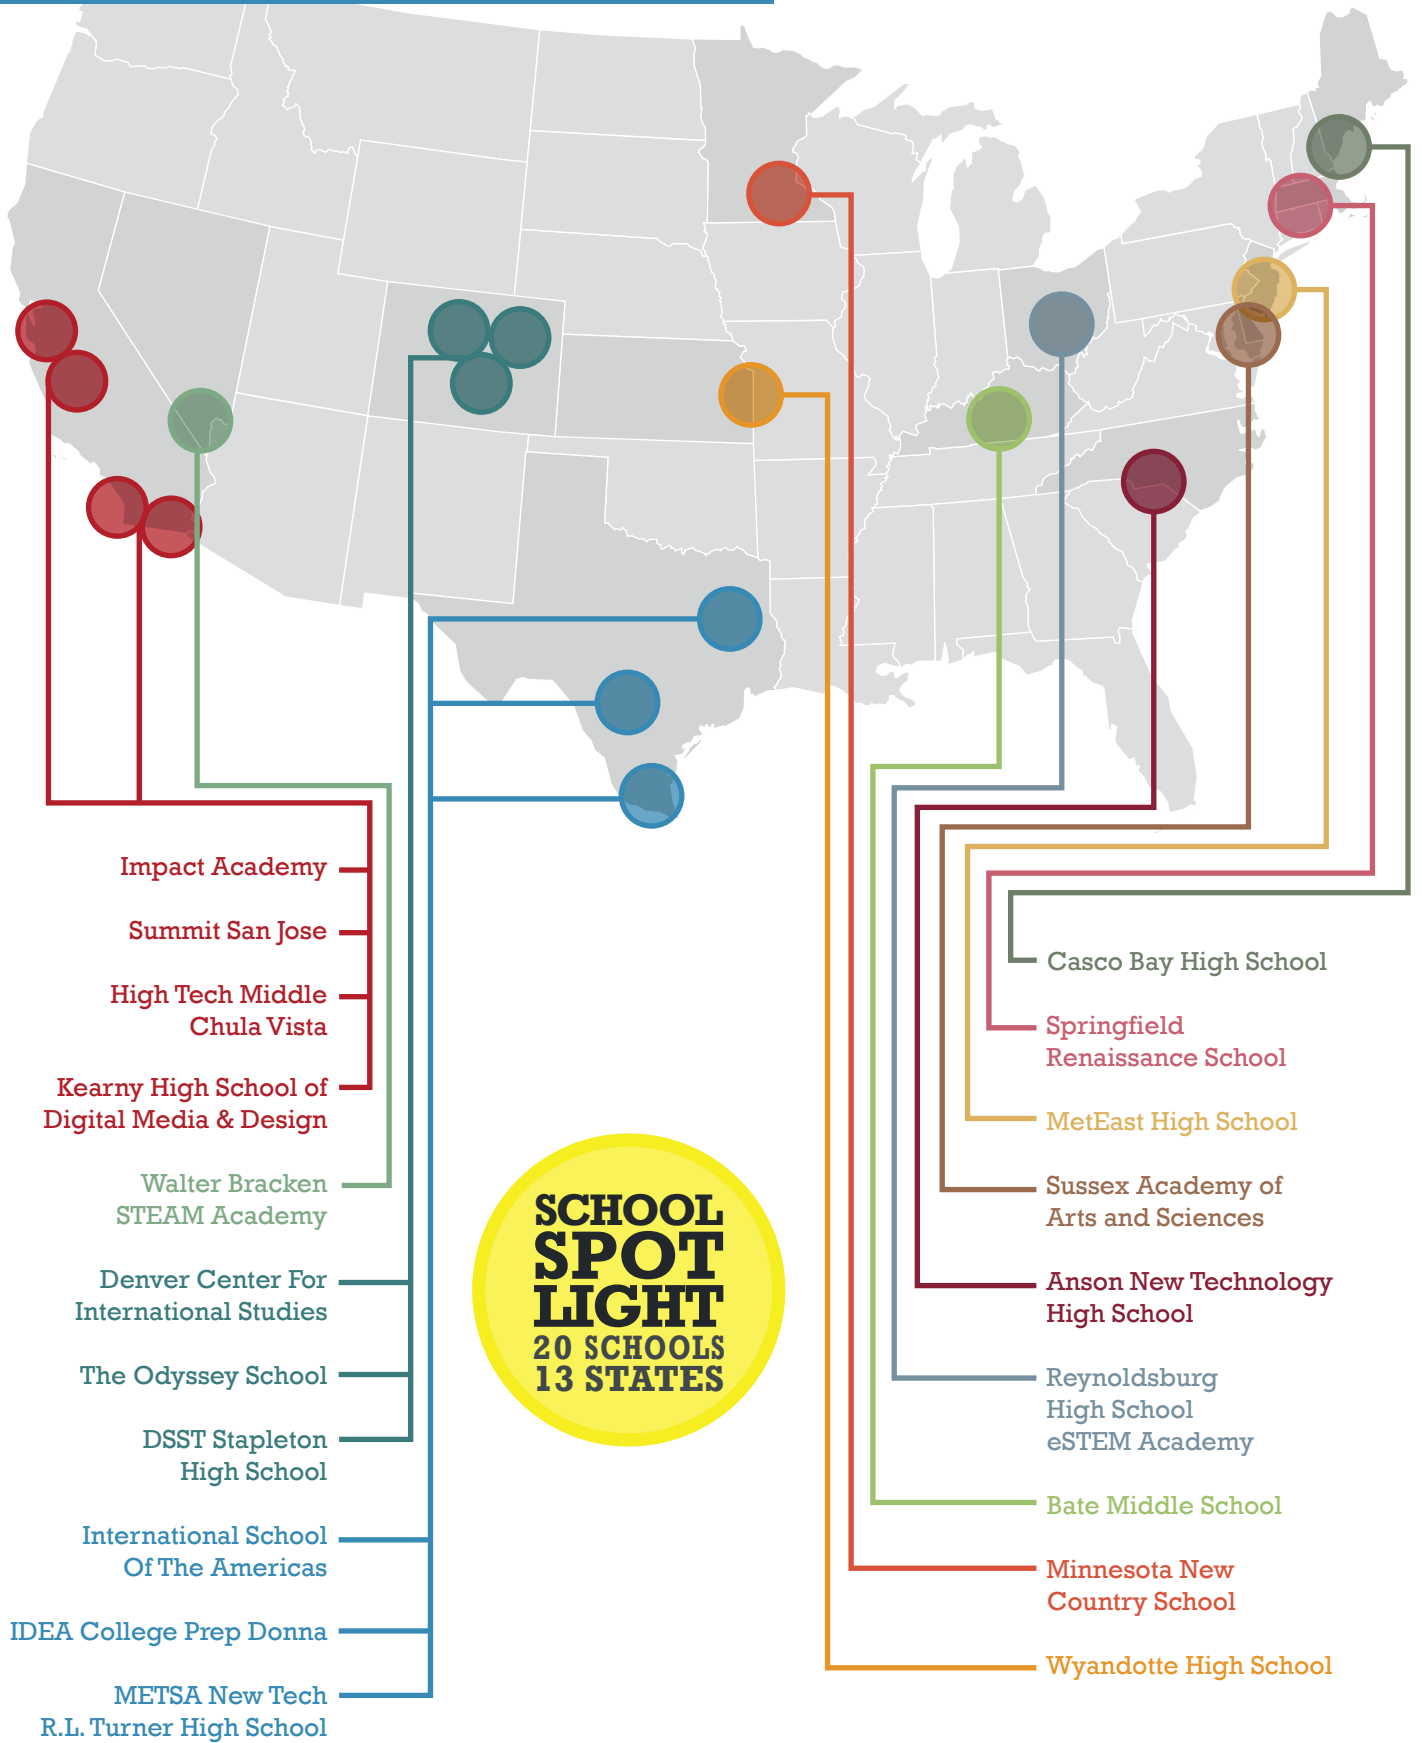 Impact Academy
Summit San Jose
High Tech Middle
Chula Vista
Kearny High School of
Digital Media & Design
Walter Bracken
STEAM Academy
Denver Center For
International Studies
The Odyssey School
DSST Stapleton
High School
International School
Of The Americas
IDEA College Prep Donna
METSA New Tech
R.L. Turner High School
SCHOOL
SPOT
LIGHT
20 SCHOOLS
13 STATES
Casco Bay High School
Springfield
Renaissance School
MetEast High School
Sussex Academy of
Arts and Sciences
Anson New Technology
High School
Reynoldsburg
High School
eSTEM Academy
Bate Middle School
Minnesota New
Country School
Wyandotte High School